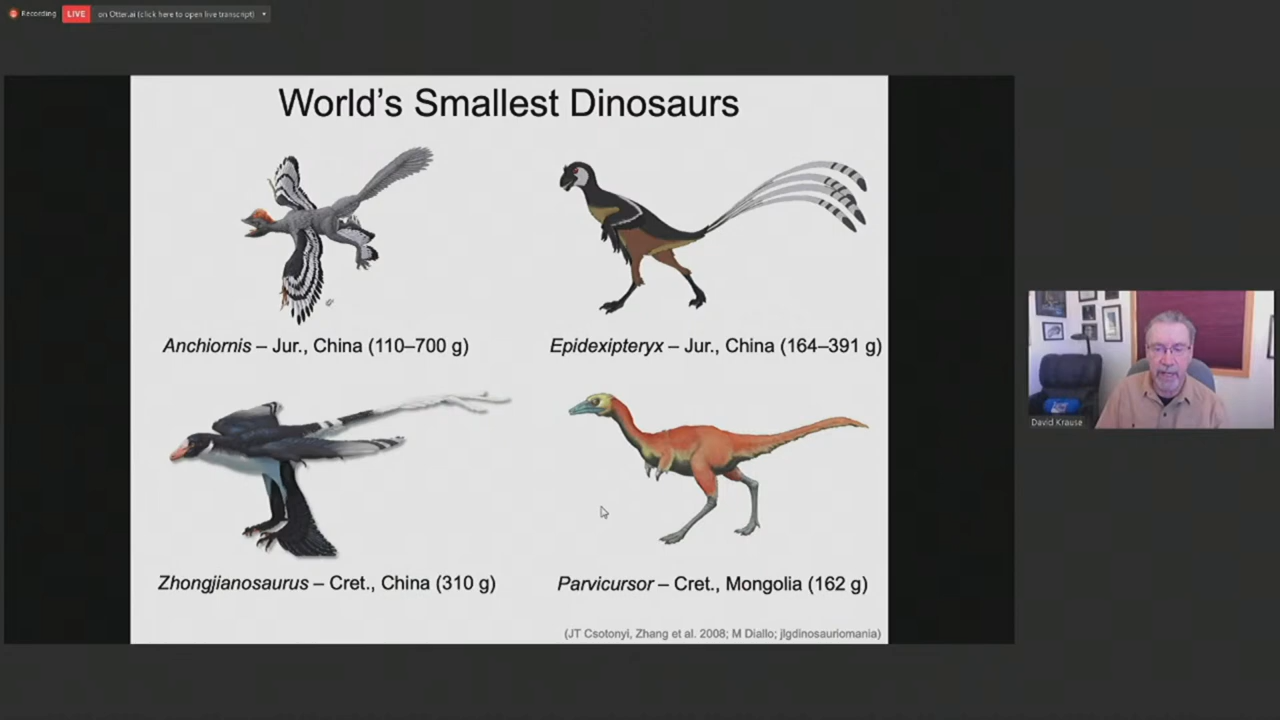 Recording
LIVE
on Otter.ai (click here to open live transcript)
World's Smallest Dinosaurs
Anchiornis – Jur., China (110–700 g)
Epidexipteryx – Jur., China (164–391 g)
Zhongjianosaurus – Cret., China (310 g)
Parvicursor – Cret., Mongolia (162 g)
(JT Csotonyi, Zhang et al. 2008; M Diallo; jlgdinosauriomania)
David Krause